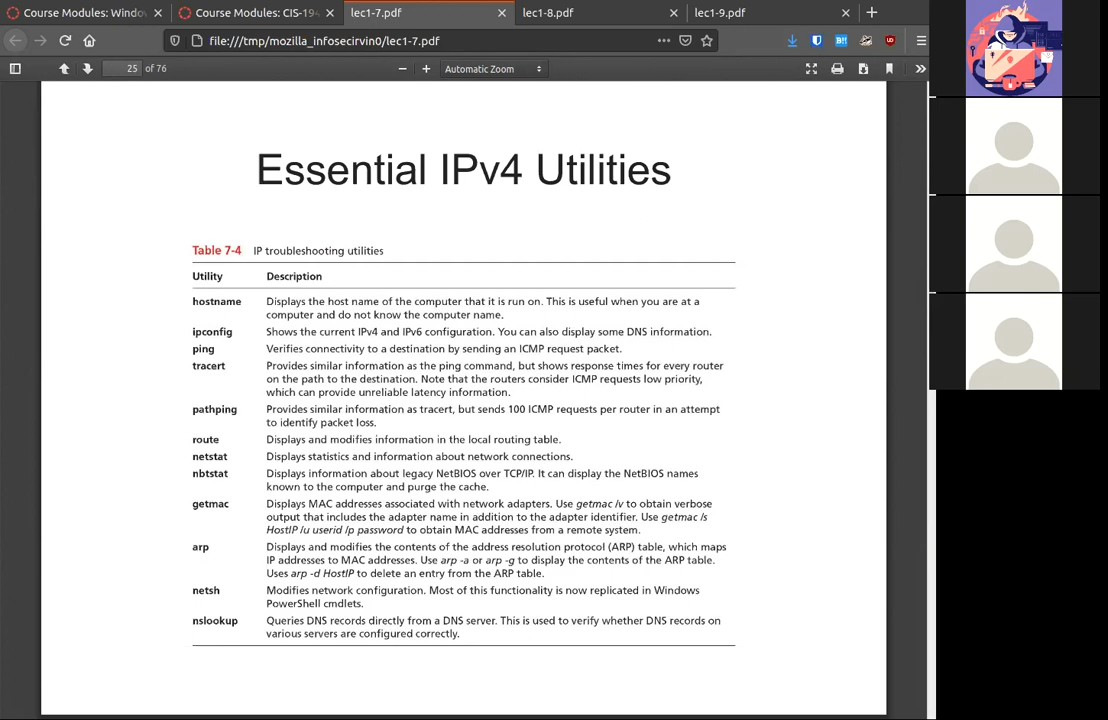 Course Modules: Windo
Course Modules: CIS-194
lec1-7.pdf
lec1-8.pdf
lec1-9.pdf
file:///tmp/mozilla_infosecirvin0/lec1-7.pdf
25 of 76
Automatic Zoom
Essential IPv4 Utilities
Table 7-4 IP troubleshooting utilities
Utility Description
hostname Displays the host name of the computer that it is run on. This is useful when you are at a
computer and do not know the computer name.
ipconfig Shows the current IPv4 and IPv6 configuration. You can also display some DNS information.
ping Verifies connectivity to a destination by sending an ICMP request packet.
tracert Provides similar information as the ping command, but shows response times for every router
on the path to the destination. Note that the routers consider ICMP requests low priority,
which can provide unreliable latency information.
pathping Provides similar information as tracert, but sends 100 ICMP requests per router in an attempt
to identify packet loss.
route Displays and modifies information in the local routing table.
netstat Displays statistics and information about network connections.
nbtstat Displays information about legacy NetBIOS over TCP/IP. It can display the NetBIOS names
known to the computer and purge the cache.
getmac Displays MAC addresses associated with network adapters. Use getmac /v to obtain verbose
output that includes the adapter name in addition to the adapter identifier. Use getmac /s
HostIP /u userid /p password to obtain MAC addresses from a remote system.
arp Displays and modifies the contents of the address resolution protocol (ARP) table, which maps
IP addresses to MAC addresses. Use arp -a or arp -g to display the contents of the ARP table.
Uses arp -d HostIP to delete an entry from the ARP table.
netsh Modifies network configuration. Most of this functionality is now replicated in Windows
PowerShell cmdlets.
nslookup Queries DNS records directly from a DNS server. This is used to verify whether DNS records on
various servers are configured correctly.